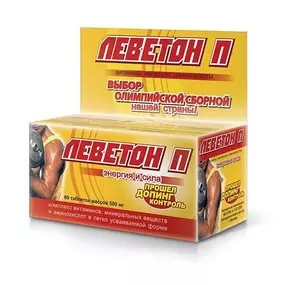 ЛЕВЕТОН П
ВЫБОР
ОЛИМПИЙСКОЙ СБОРНОЙ
нашей страны!
ЛЕВЕТОН П
энергия и сила
ПРОШЕЛ
ДОПИНГ
КОНТРОЛЬ
60 таблеток массой 500 мг
комплекс витаминов, минеральных веществ
и аминокислот в легко усваиваемой форме